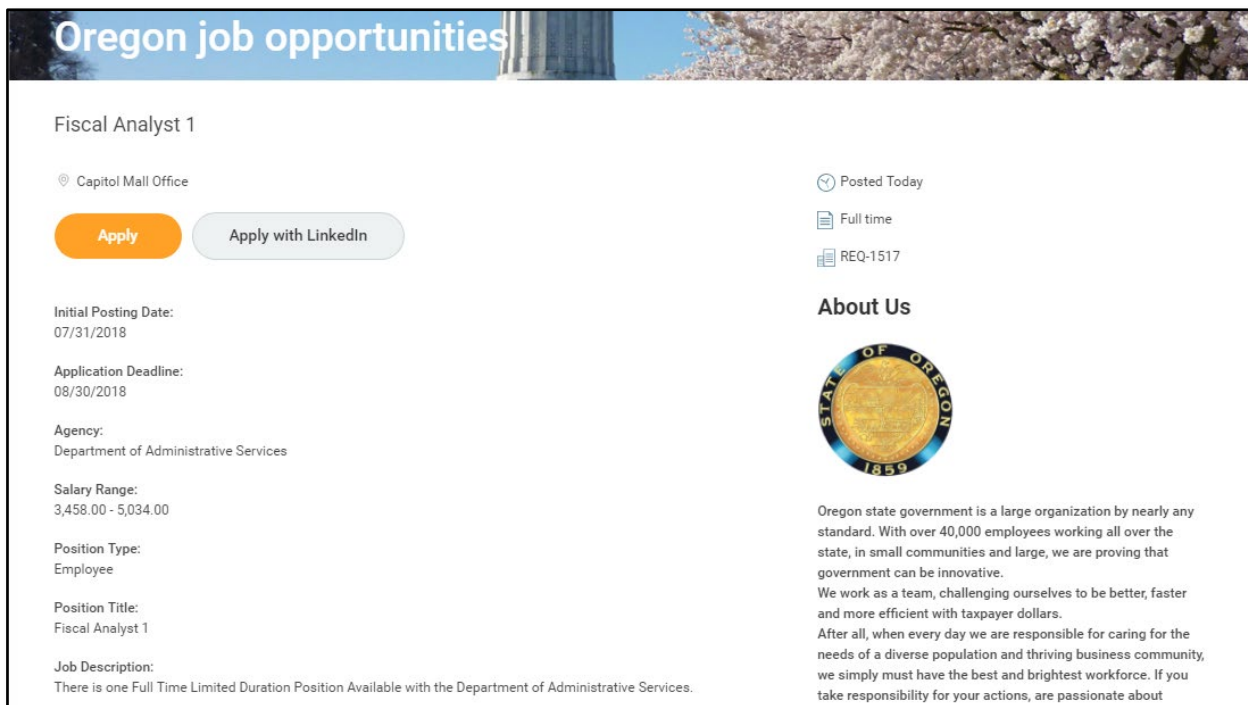 Oregon job opportunities
Fiscal Analyst 1
Capitol Mall Office
Apply
Apply with LinkedIn
Initial Posting Date:
07/31/2018
Application Deadline:
08/30/2018
Agency:
Department of Administrative Services
Salary Range:
3,458.00 - 5,034.00
Position Type:
Employee
Position Title:
Fiscal Analyst 1
Job Description:
There is one Full Time Limited Duration Position Available with the Department of Administrative Services.
Posted Today
Full time
REQ-1517
About Us
STATE OF OREGON
1859
Oregon state government is a large organization by nearly any
standard. With over 40,000 employees working all over the
state, in small communities and large, we are proving that
government can be innovative.
We work as a team, challenging ourselves to be better, faster
and more efficient with taxpayer dollars.
After all, when every day we are responsible for caring for the
needs of a diverse population and thriving business community,
we simply must have the best and brightest workforce. If you
take responsibility for your actions, are passionate about